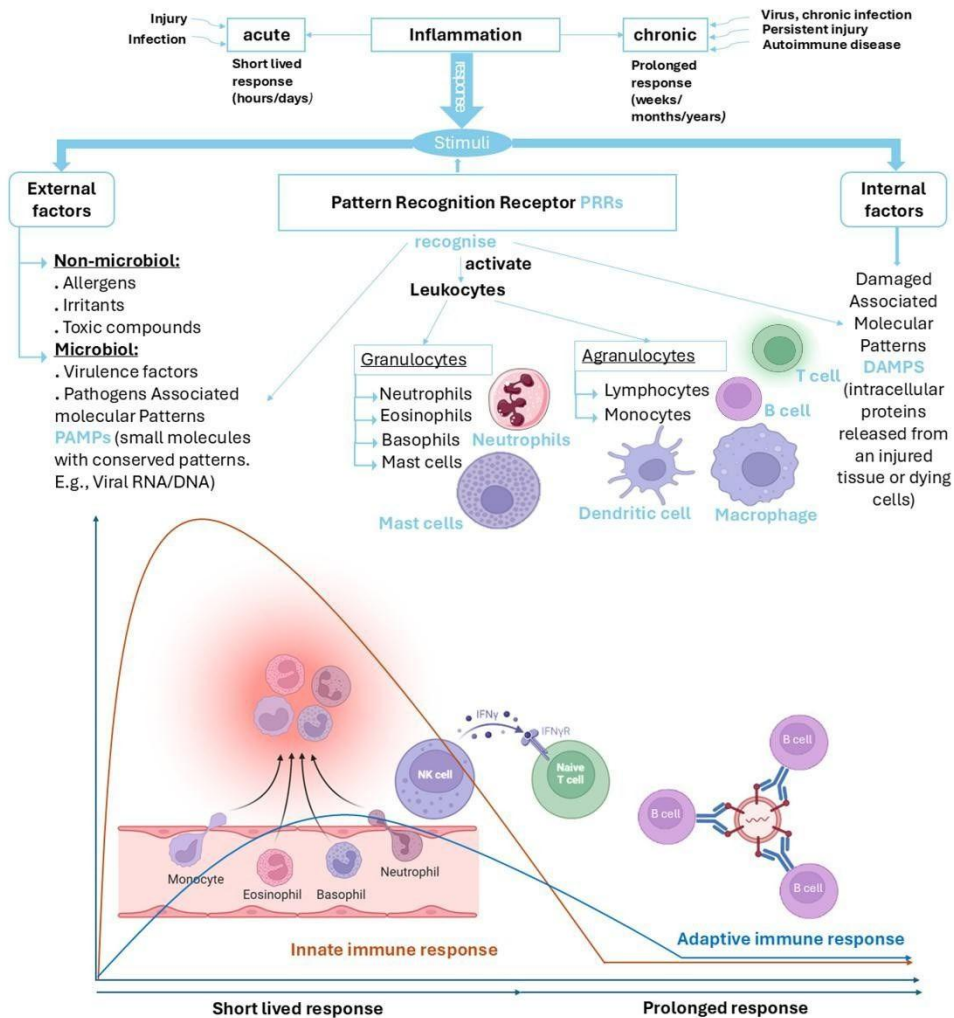 Injury
Infection
acute
Short lived
response
(hours/days)
Inflammation
response
chronic
Prolonged
response
(weeks/
months/years)
Virus, chronic infection
Persistent injury
Autoimmune disease
Stimuli
External
factors
Pattern Recognition Receptor PRRs
Internal
factors
recognise
activate
Leukocytes
Non-microbiol:
. Allergens
. Irritants
. Toxic compounds
Microbiol:
. Virulence factors
. Pathogens Associated
molecular Patterns
PAMPs (small molecules
with conserved patterns.
E.g., Viral RNA/DNA)
Granulocytes
Neutrophils
Eosinophils
Basophils
Mast cells
Neutrophils
Mast cells
Agranulocytes
Lymphocytes
Monocytes
T cell
B cell
Dendritic cell
Macrophage
Damaged
Associated
Molecular
Patterns
DAMPS
(intracellular
proteins
released from
an injured
tissue or dying
cells)
IFNγ
IFNγR
NK cell
Naive
T cell
B cell
B cell
B cell
Monocyte
Eosinophil
Basophil
Neutrophil
Innate immune response
Adaptive immune response
Short lived response
Prolonged response